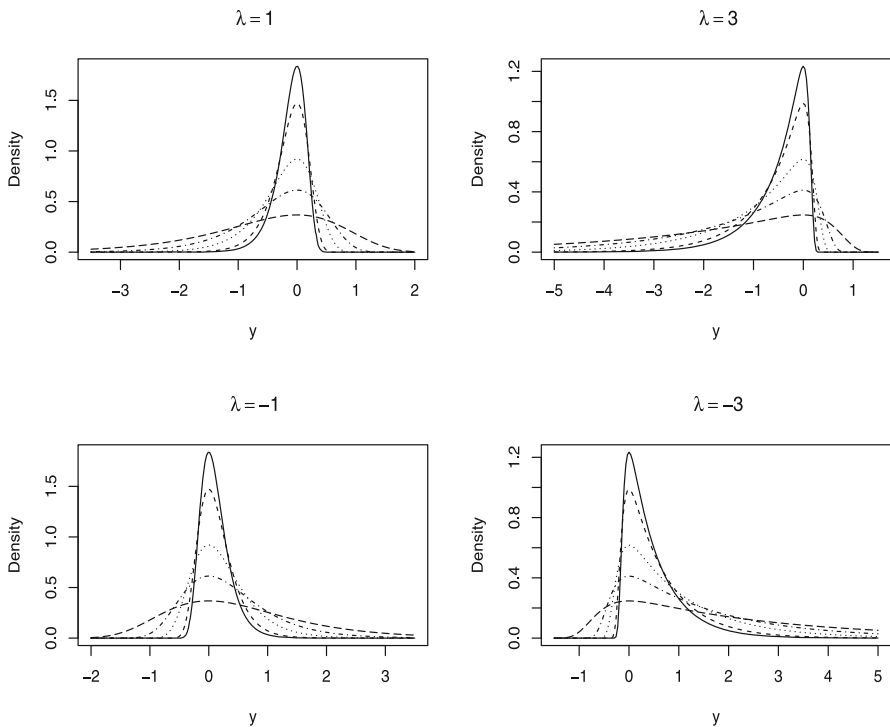 λ = 1
Density
0.0 0.5 1.0 1.5
−3 −2 −1 0 1 2
y
λ = 3
Density
0.0 0.4 0.8 1.2
−5 −4 −3 −2 −1 0 1
y
λ = −1
Density
0.0 0.5 1.0 1.5
−2 −1 0 1 2 3
y
λ = −3
Density
0.0 0.4 0.8 1.2
−1 0 1 2 3 4 5
y